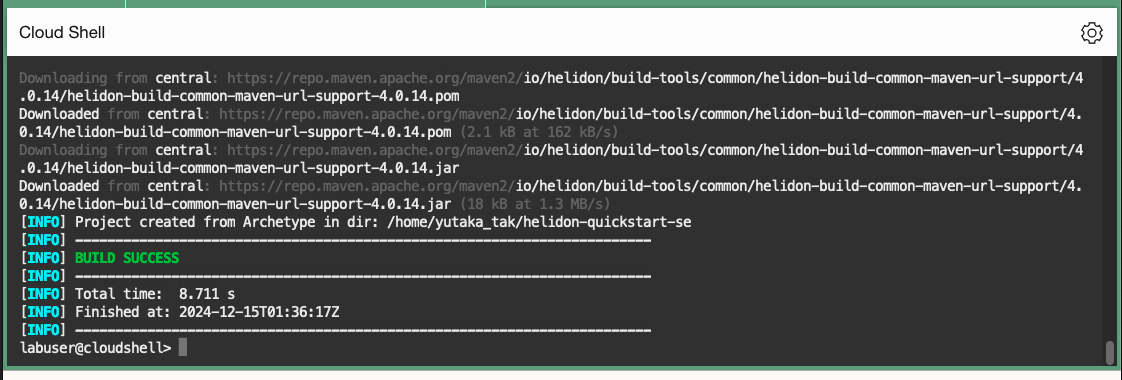 Cloud Shell
Downloading from central: https://repo.maven.apache.org/maven2/io/helidon/build-tools/common/helidon-build-common-maven-url-support/4
.0.14/helidon-build-common-maven-url-support-4.0.14.pom
Downloaded from central: https://repo.maven.apache.org/maven2/io/helidon/build-tools/common/helidon-build-common-maven-url-support/4.
0.14/helidon-build-common-maven-url-support-4.0.14.pom (2.1 kB at 162 kB/s)
Downloading from central: https://repo.maven.apache.org/maven2/io/helidon/build-tools/common/helidon-build-common-maven-url-support/4
.0.14/helidon-build-common-maven-url-support-4.0.14.jar
Downloaded from central: https://repo.maven.apache.org/maven2/io/helidon/build-tools/common/helidon-build-common-maven-url-support/4.
0.14/helidon-build-common-maven-url-support-4.0.14.jar (18 kB at 1.3 MB/s)
[INFO] Project created from Archetype in dir: /home/yutaka_tak/helidon-quickstart-se
[INFO] ------------------------------------------------------------------------
[INFO] BUILD SUCCESS
[INFO] ------------------------------------------------------------------------
[INFO] Total time:  8.711 s
[INFO] Finished at: 2024-12-15T01:36:17Z
[INFO] ------------------------------------------------------------------------
labuser@cloudshell>